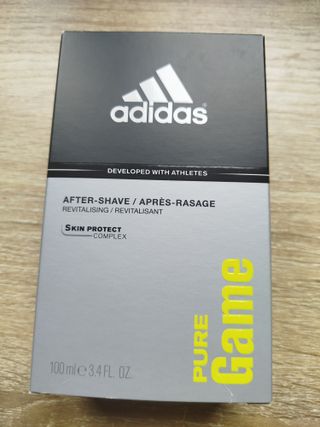 adidas®
DEVELOPED WITH ATHLETES
AFTER-SHAVE / APRÈS-RASAGE
REVITALISING / REVITALISANT
SKIN PROTECT
COMPLEX
PURE
Game
100 ml e 3.4 FL. OZ.